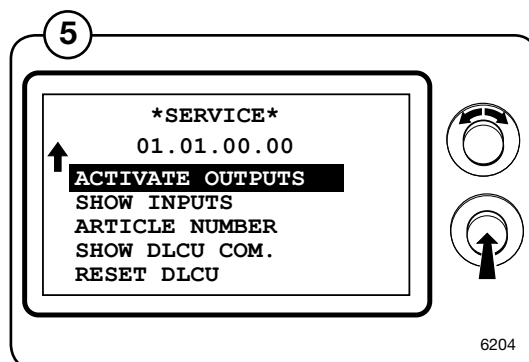 5
*SERVICE*
01.01.00.00
ACTIVATE OUTPUTS
SHOW INPUTS
ARTICLE NUMBER
SHOW DLCU COM.
RESET DLCU
6204